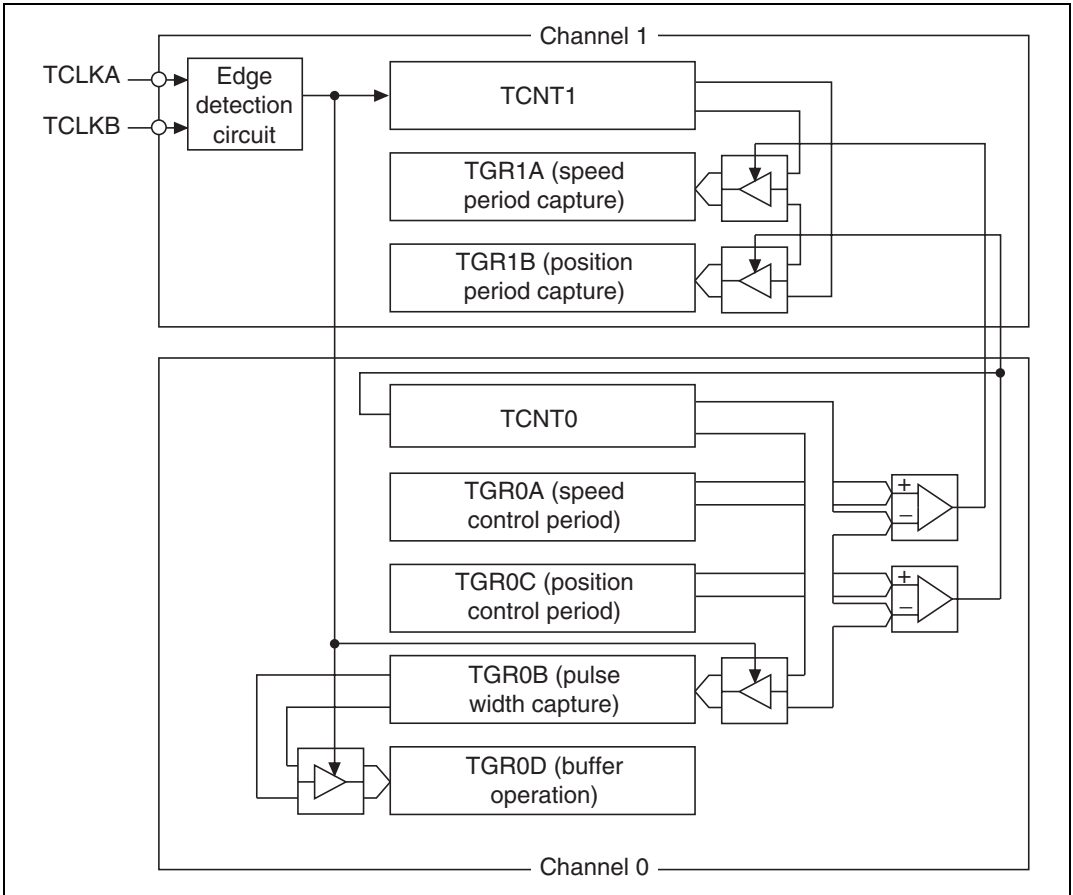 Channel 1
TCLKA
TCLKB
Edge
detection
circuit
TCNT1
TGR1A (speed
period capture)
TGR1B (position
period capture)
TCNT0
TGR0A (speed
control period)
+
−
TGR0C (position
control period)
+
−
TGR0B (pulse
width capture)
TGR0D (buffer
operation)
Channel 0